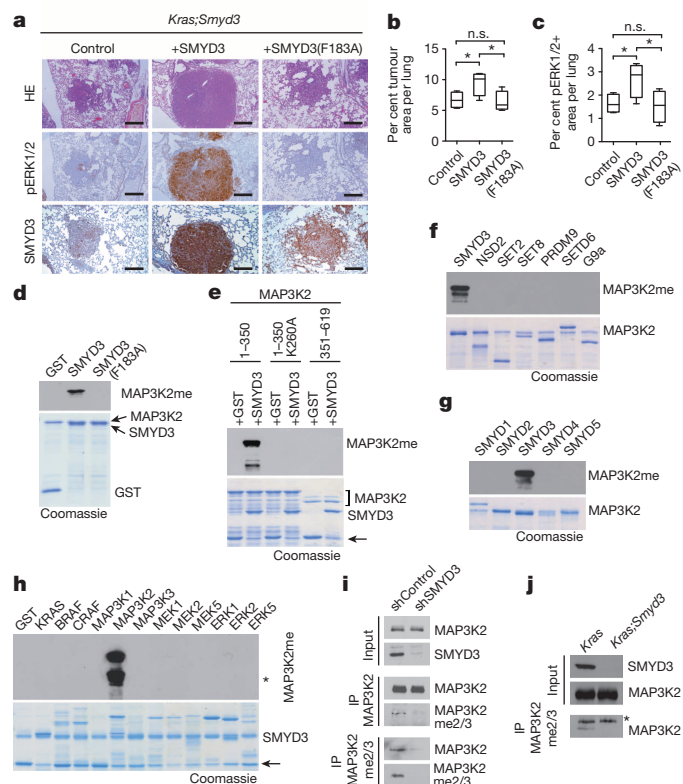 a
Kras;Smyd3
Control +SMYD3 +SMYD3(F183A)
HE
pERK1/2
SMYD3
b
Per cent tumour
area per lung
15
10
5
0
n.s.
* *
Control
SMYD3
SMYD3
(F183A)
c
Per cent pERK1/2+
area per lung
4
3
2
1
0
n.s.
* *
Control
SMYD3
SMYD3
(F183A)
d
GST
SMYD3
SMYD3
(F183A)
MAP3K2me
MAP3K2
SMYD3
GST
Coomassie
e
MAP3K2
1–350
1–350
K260A
351–619
+GST
+SMYD3
+GST
+SMYD3
+GST
+SMYD3
MAP3K2me
MAP3K2
SMYD3
Coomassie
f
SMYD3
NSD2
SET2
SET8
PRDM9
SETD6
G9a
MAP3K2me
MAP3K2
Coomassie
g
SMYD1
SMYD2
SMYD3
SMYD4
SMYD5
MAP3K2me
MAP3K2
Coomassie
h
GST
KRAS
BRAF
CRAF
MAP3K1
MAP3K2
MAP3K3
MEK1
MEK2
MEK5
ERK1
ERK2
ERK5
MAP3K2me
*
SMYD3
Coomassie
i
shControl
shSMYD3
Input
MAP3K2
SMYD3
IP
MAP3K2
MAP3K2
MAP3K2
me2/3
IP
MAP3K2
me2/3
MAP3K2
MAP3K2
me2/3
j
Kras
Kras;Smyd3
Input
SMYD3
MAP3K2
IP
MAP3K2
me2/3
*
MAP3K2